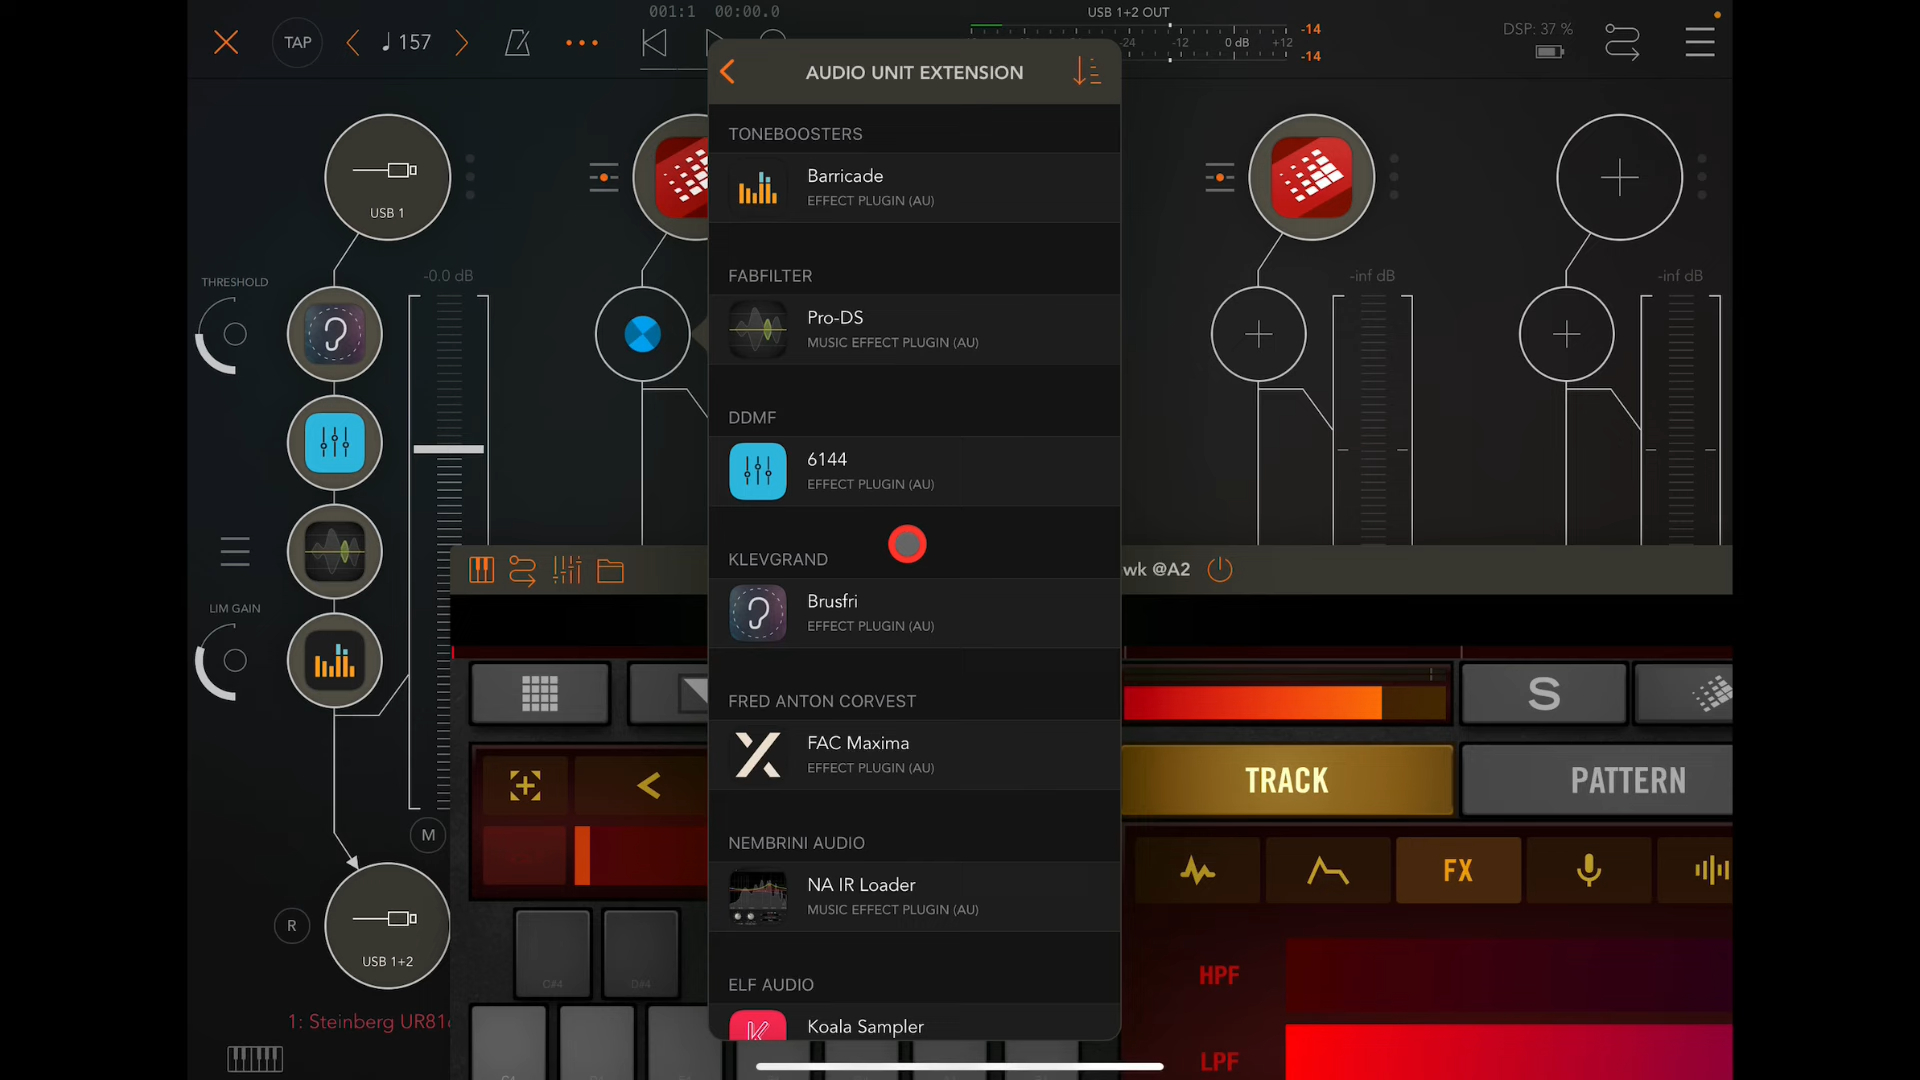 001:1 00:00.0
USB 1+2 OUT
TAP
157
-24 -12 0 dB +12
-14
-14
DSP: 37 %
AUDIO UNIT EXTENSION
TONEBOOSTERS
Barricade
EFFECT PLUGIN (AU)
FABFILTER
Pro-DS
MUSIC EFFECT PLUGIN (AU)
DDMF
6144
EFFECT PLUGIN (AU)
KLEVGRAND
Brusfri
EFFECT PLUGIN (AU)
FRED ANTON CORVEST
FAC Maxima
EFFECT PLUGIN (AU)
NEMBRINI AUDIO
NA IR Loader
MUSIC EFFECT PLUGIN (AU)
ELF AUDIO
Koala Sampler
USB 1
THRESHOLD
-0.0 dB
-inf dB
-inf dB
LIM GAIN
M
R
USB 1+2
1: Steinberg UR81
wk @A2
S
TRACK
PATTERN
FX
HPF
LPF
C#4
D#4